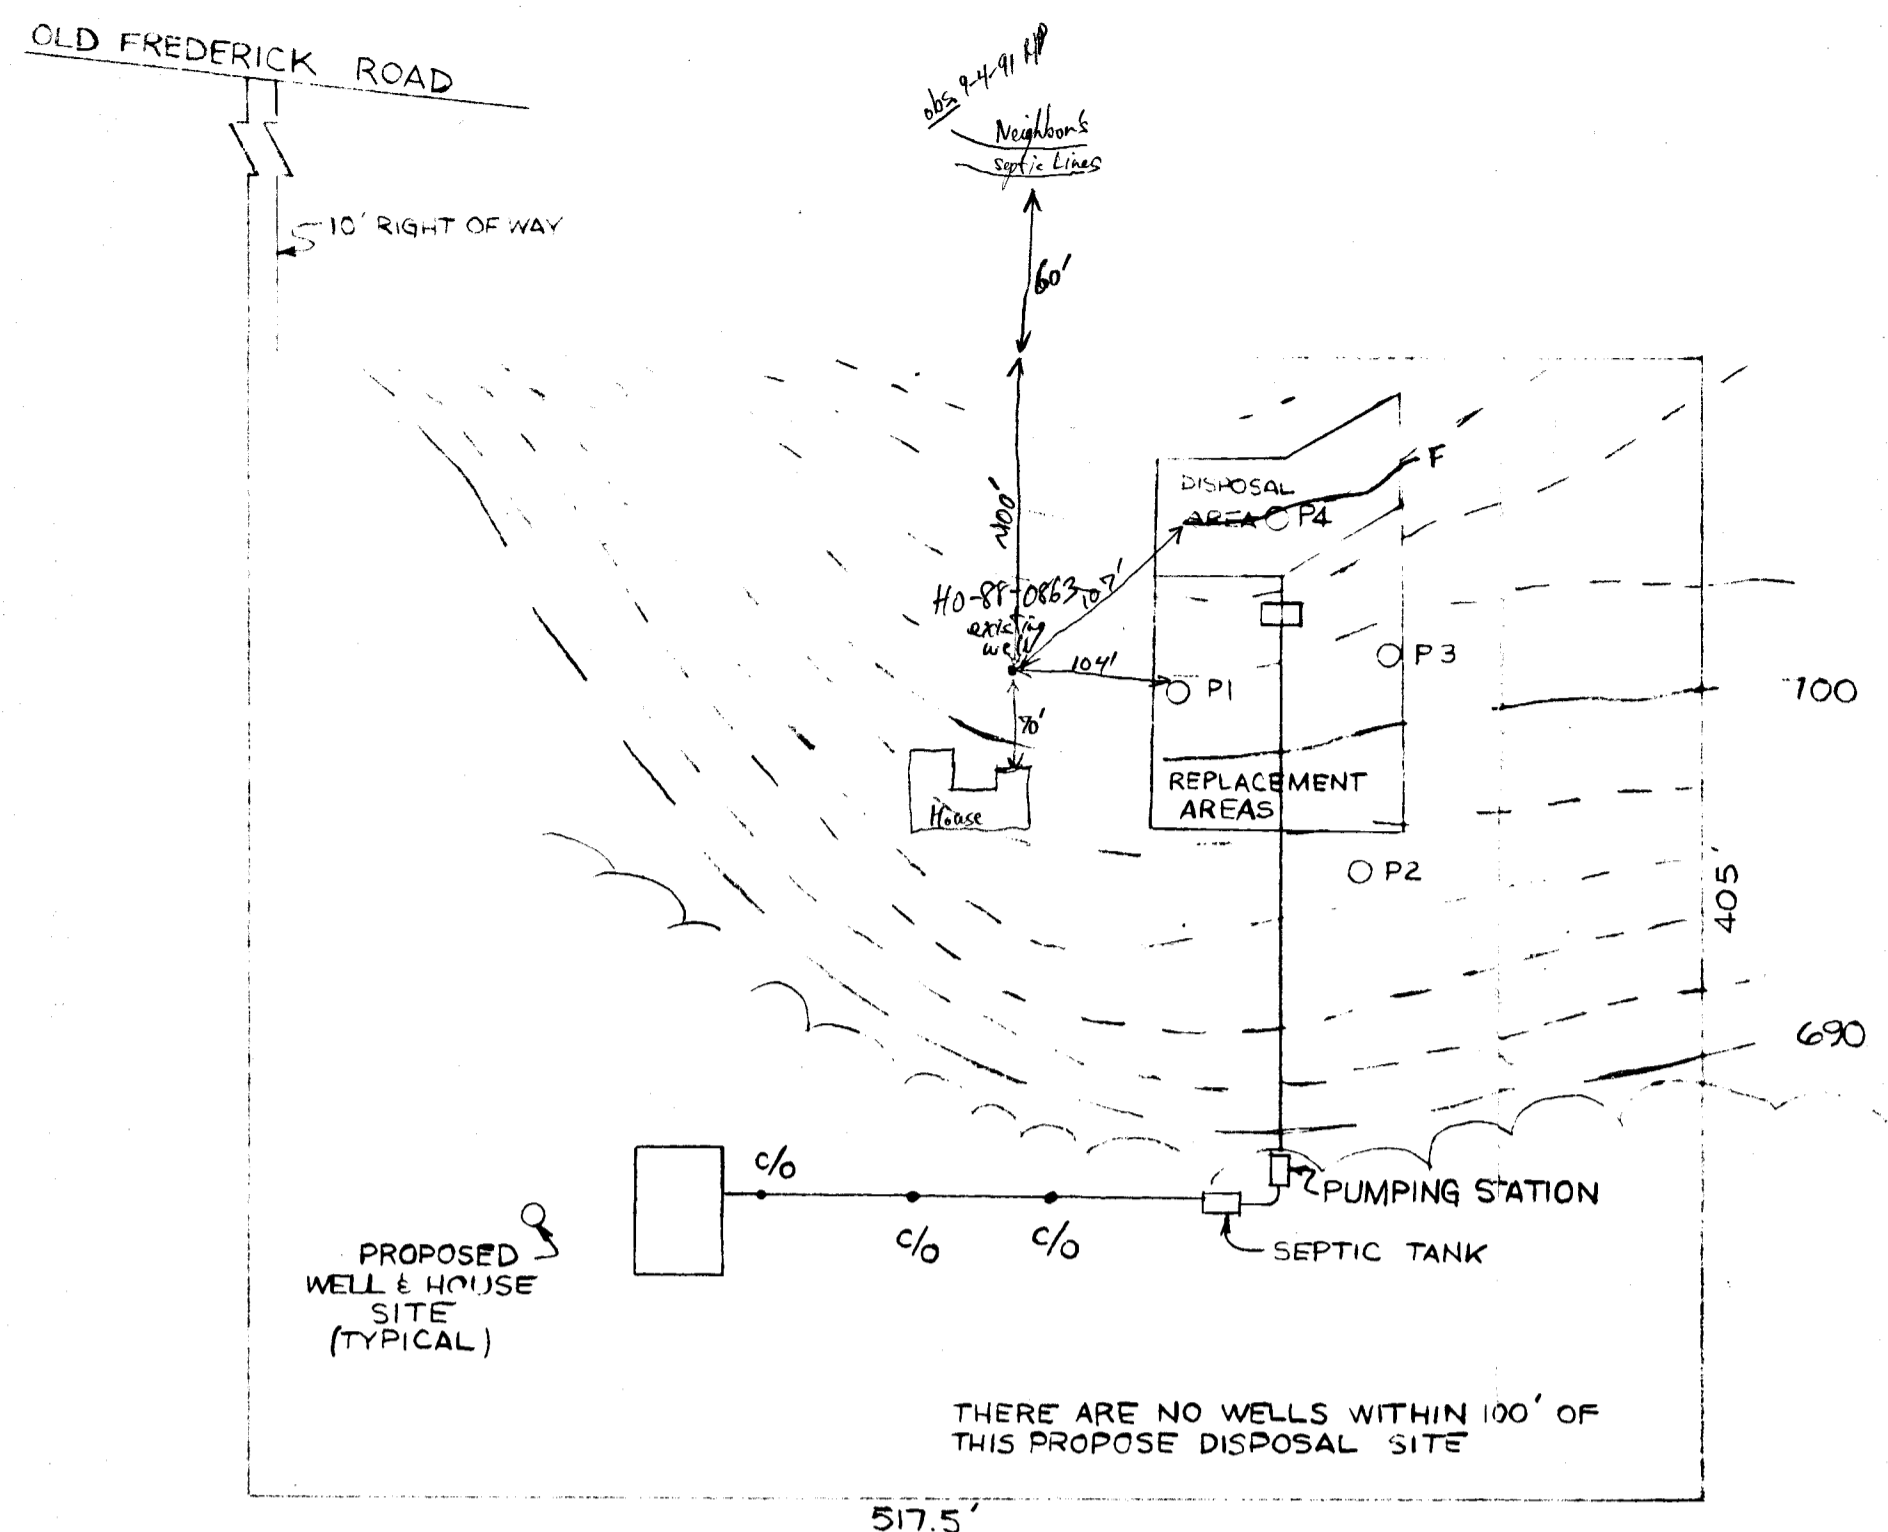 OLD FREDERICK ROAD
obs. 9-4-91
Neighbor's
Septic Lines
10' RIGHT OF WAY
60'
F
DISPOSAL
AREA
P4
~100'
107'
HO-88-0863
existing
well
104'
P1
P3
700
70'
House
REPLACEMENT
AREAS
P2
405'
690
C/O
C/O
C/O
PUMPING STATION
SEPTIC TANK
PROPOSED
WELL & HOUSE
SITE
(TYPICAL)
THERE ARE NO WELLS WITHIN 100' OF
THIS PROPOSE DISPOSAL SITE
517.5'